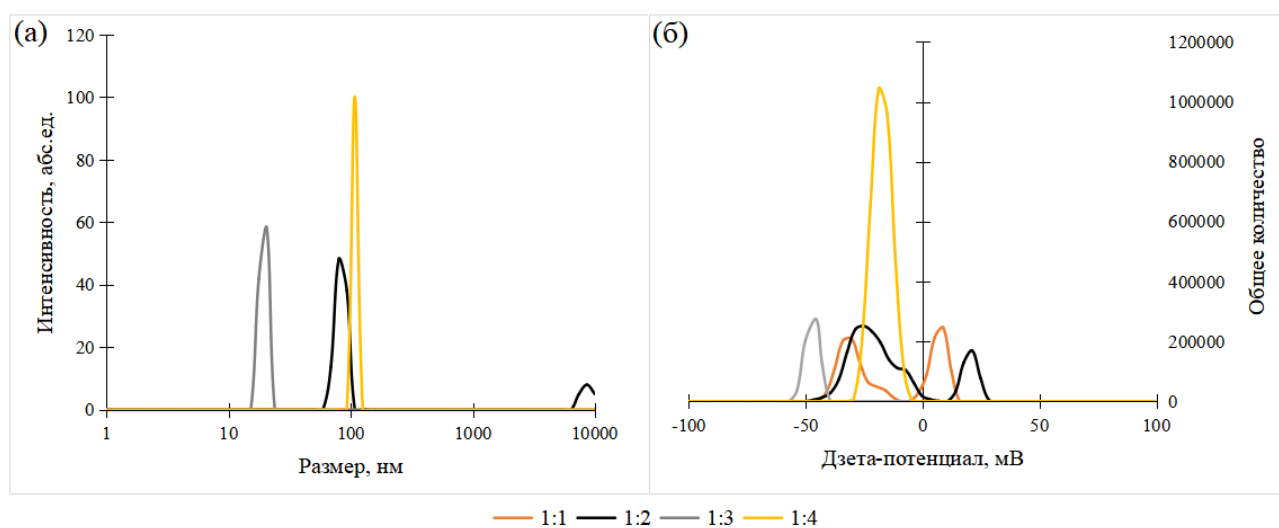 (а)
120
100
80
60
40
20
0
Интенсивность, абс.ед.
1 10 100 1000 10000
Размер, нм
(б)
1200000
1000000
800000
600000
400000
200000
0
Общее количество
-100 -50 0 50 100
Дзета-потенциал, мВ
1:1 1:2 1:3 1:4